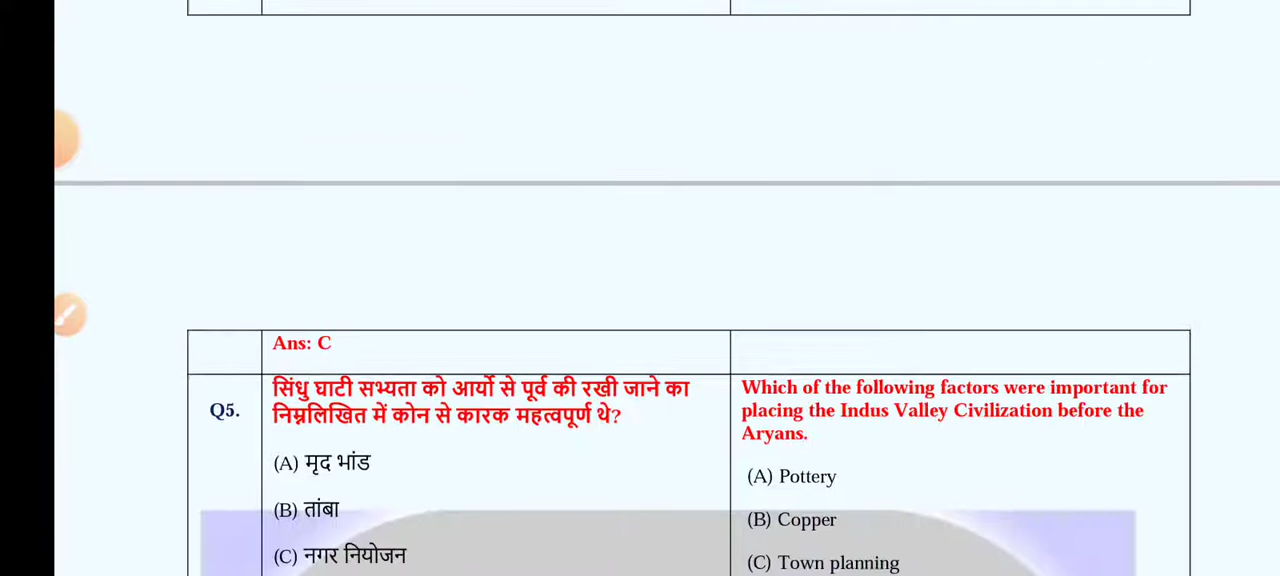 Ans: C
Q5.
सिंधु घाटी सभ्यता को आर्यो से पूर्व की रखी जाने का
निम्नलिखित में कोन से कारक महत्वपूर्ण थे?
(A) मृद भांड
(B) तांबा
(C) नगर नियोजन
Which of the following factors were important for
placing the Indus Valley Civilization before the
Aryans.
(A) Pottery
(B) Copper
(C) Town planning